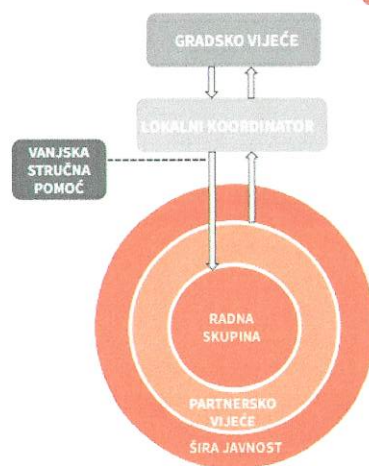 GRADSKO VIJEĆE
LOKALNI KOORDINATOR
VANJSKA
STRUČNA
POMOĆ
RADNA
SKUPINA
PARTNERSKO
VIJEĆE
ŠIRA JAVNOST